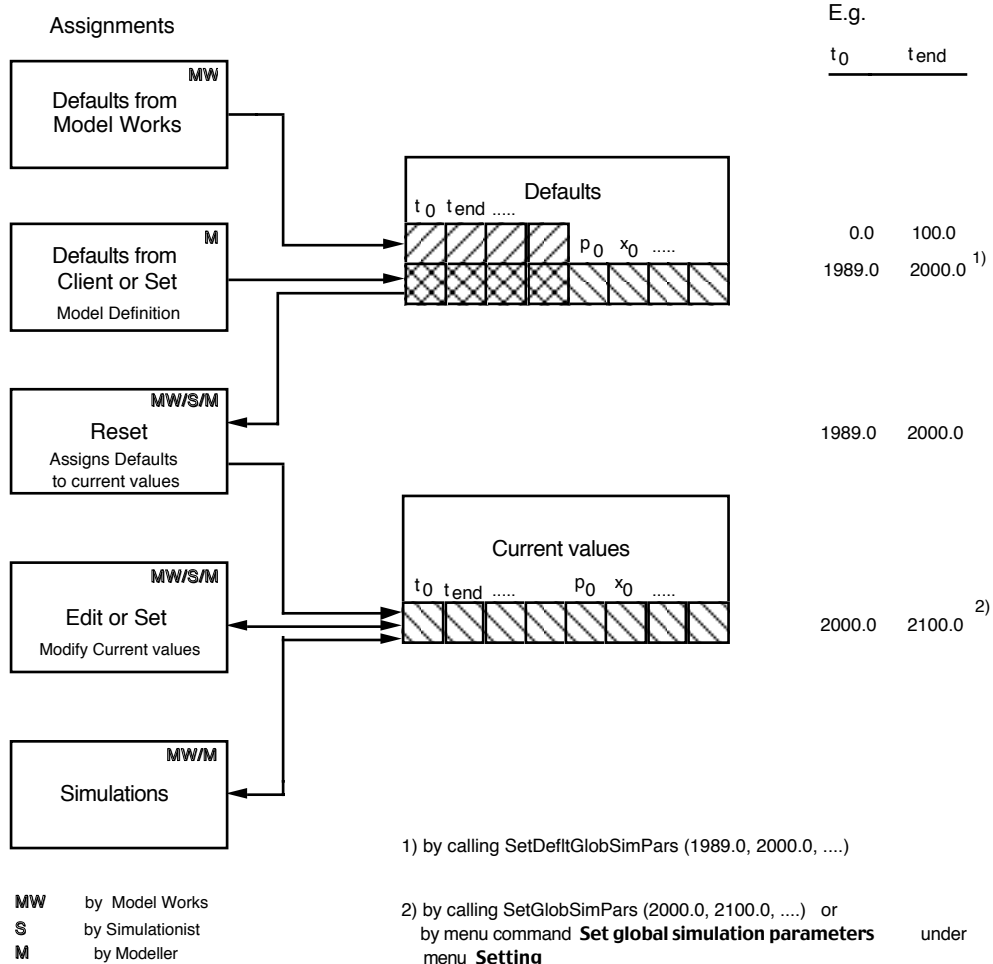 E.g.
Assignments
t0 tend
MW
Defaults from
Model Works
Defaults
t0 tend .....
p0 x0 .....
M
Defaults from
Client or Set
Model Definition
0.0 100.0
1989.0 2000.0 1)
MW/S/M
Reset
Assigns Defaults
to current values
1989.0 2000.0
Current values
t0 tend ..... p0 x0 .....
MW/S/M
Edit or Set
Modify Current values
2000.0 2100.0 2)
MW/M
Simulations
1) by calling SetDefltGlobSimPars (1989.0, 2000.0, ....)
MW by Model Works
S by Simulationist
M by Modeller
2) by calling SetGlobSimPars (2000.0, 2100.0, ....) or
by menu command Set global simulation parameters under
menu Setting